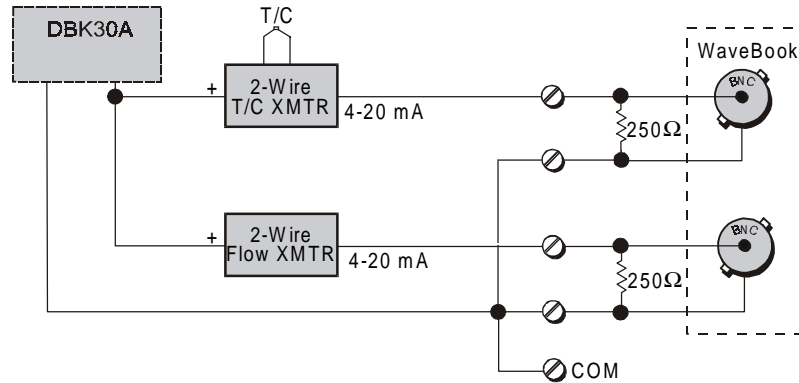 DBK30A
T/C
WaveBook
+
2-Wire
T/C XMTR
4-20 mA
BNC
250Ω
+
2-Wire
Flow XMTR
4-20 mA
BNC
250Ω
COM